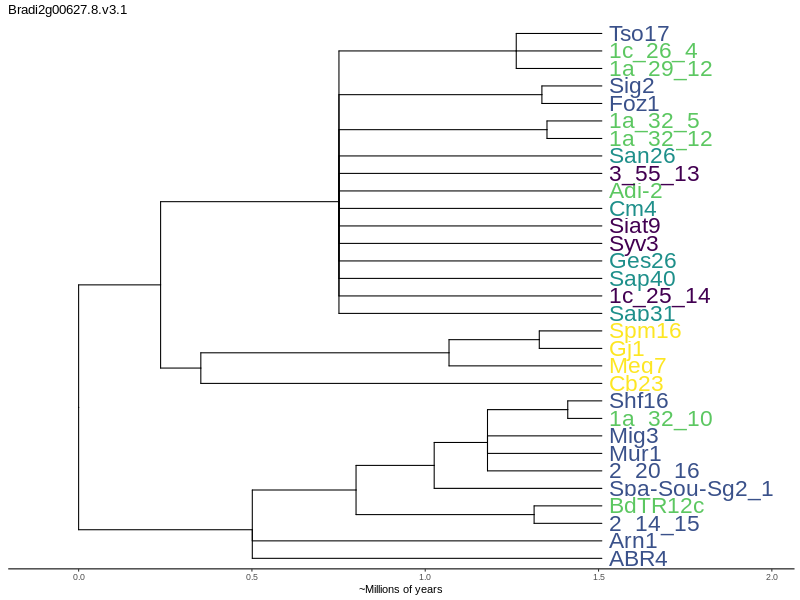 Bradi2g00627.8.v3.1
Tso17
1c_26_4
1a_29_12
Sig2
Foz1
1a_32_5
1a_32_12
San26
3_55_13
Adi-2
Cm4
Siat9
Syv3
Ges26
Sap40
1c_25_14
Sap31
Spm16
Gj1
Meg7
Cb23
Shf16
1a_32_10
Mig3
Mur1
2_20_16
Spa-Sou-Sg2_1
BdTR12c
2_14_15
Arn1
ABR4
0.0 0.5 1.0 1.5 2.0
~Millions of years